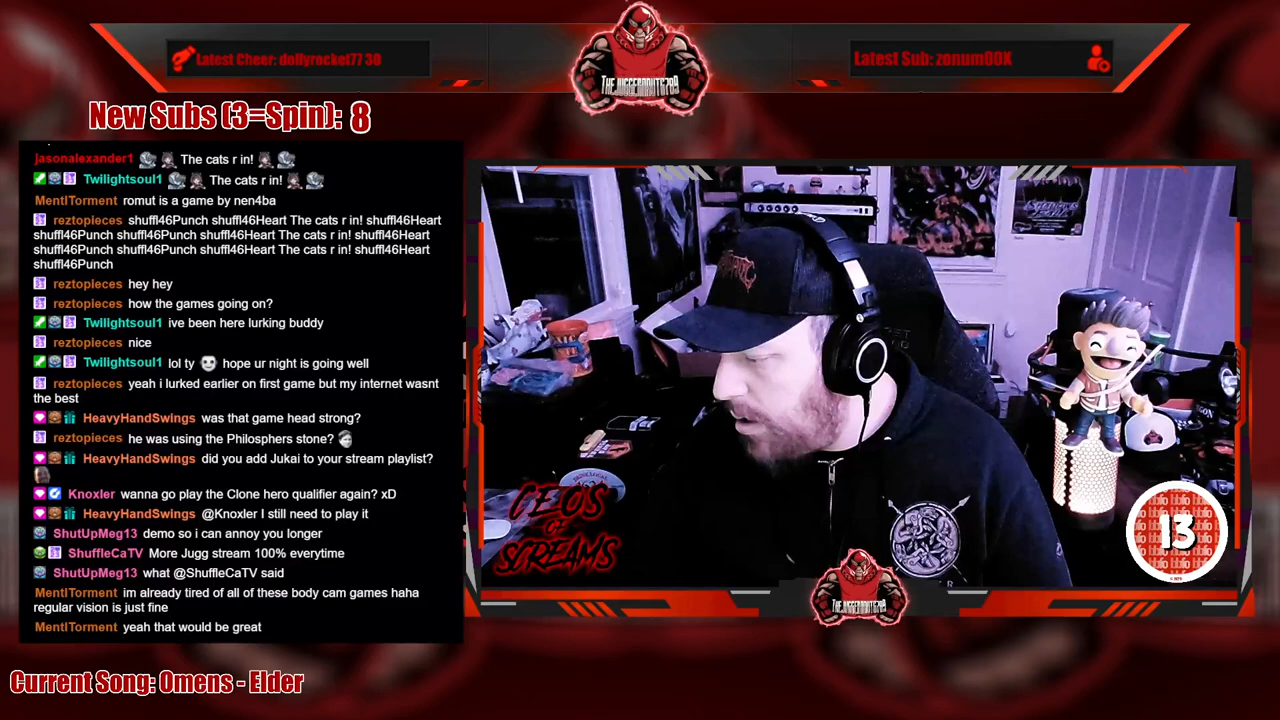 Latest Cheer: dollyrocket77 30
THEJUGGERNAUT6789
Latest Sub: zonum00X
New Subs (3=Spin): 8
jasonalexander1 The cats r in!
Twilightsoul1 The cats r in!
MentlTorment romut is a game by nen4ba
reztopieces shuffl46Punch shuffl46Heart The cats r in! shuffl46Heart
shuffl46Punch shuffl46Punch shuffl46Heart The cats r in! shuffl46Heart
shuffl46Punch shuffl46Punch shuffl46Heart The cats r in! shuffl46Heart
shuffl46Punch
reztopieces hey hey
reztopieces how the games going on?
Twilightsoul1 ive been here lurking buddy
reztopieces nice
Twilightsoul1 lol ty hope ur night is going well
reztopieces yeah i lurked earlier on first game but my internet wasnt
the best
HeavyHandSwings was that game head strong?
reztopieces he was using the Philosphers stone?
HeavyHandSwings did you add Jukai to your stream playlist?
Knoxler wanna go play the Clone hero qualifier again? xD
HeavyHandSwings @Knoxler I still need to play it
ShutUpMeg13 demo so i can annoy you longer
ShuffleCaTV More Jugg stream 100% everytime
ShutUpMeg13 what @ShuffleCaTV said
MentlTorment im already tired of all of these body cam games haha
regular vision is just fine
MentlTorment yeah that would be great
CEO'S
OF
SCREAMS
13
THEJUGGERNAUT6789
Current Song: Omens - Elder